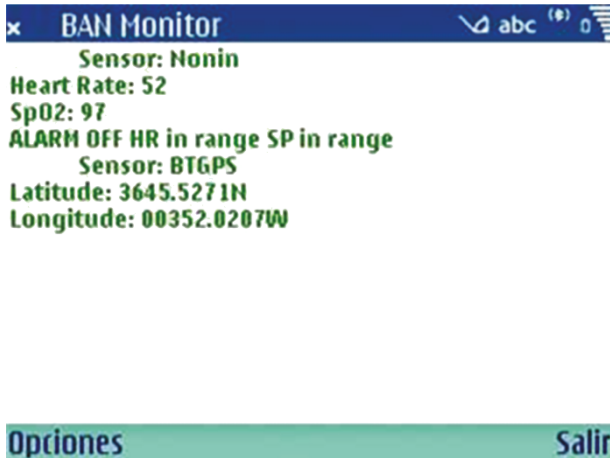 BAN Monitor abc
Sensor: Nonin
Heart Rate: 52
SpO2: 97
ALARM OFF HR in range SP in range
Sensor: BTGPS
Latitude: 3645.5271N
Longitude: 00352.0207W
Opciones Salir